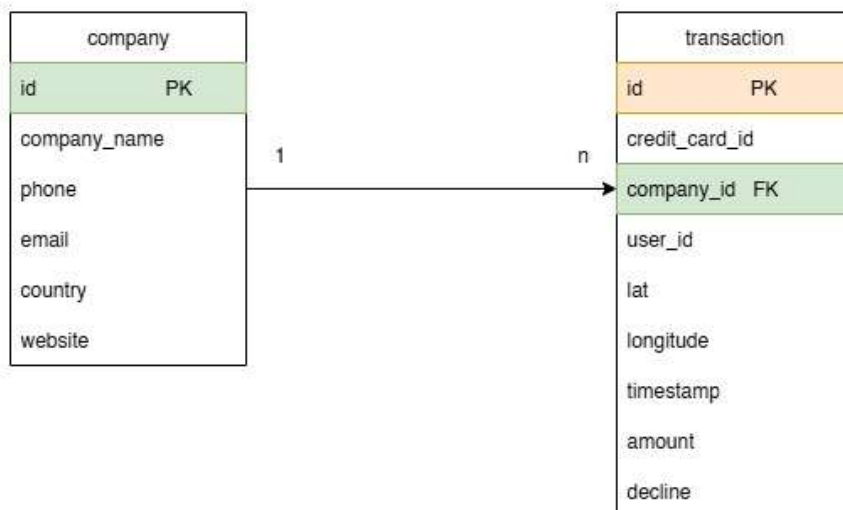 company
id PK
company_name
phone
email
country
website
1 n
transaction
id PK
credit_card_id
company_id FK
user_id
lat
longitude
timestamp
amount
decline